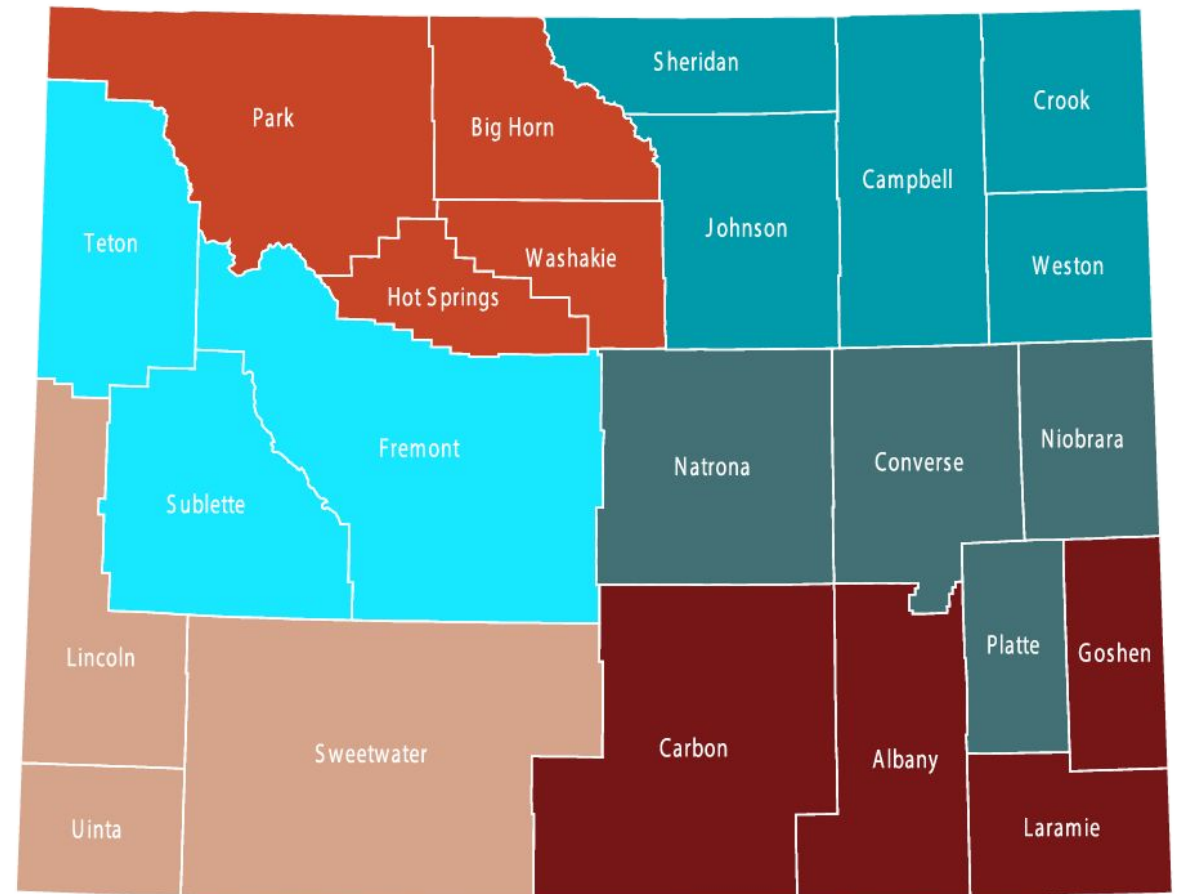 Sheridan
Crook
Park
Big Horn
Campbell
Johnson
Teton
Washakie
Weston
Hot Springs
Fremont
Niobrara
Natrona
Converse
Sublette
Platte
Goshen
Lincoln
Sweetwater
Carbon
Albany
Uinta
Laramie